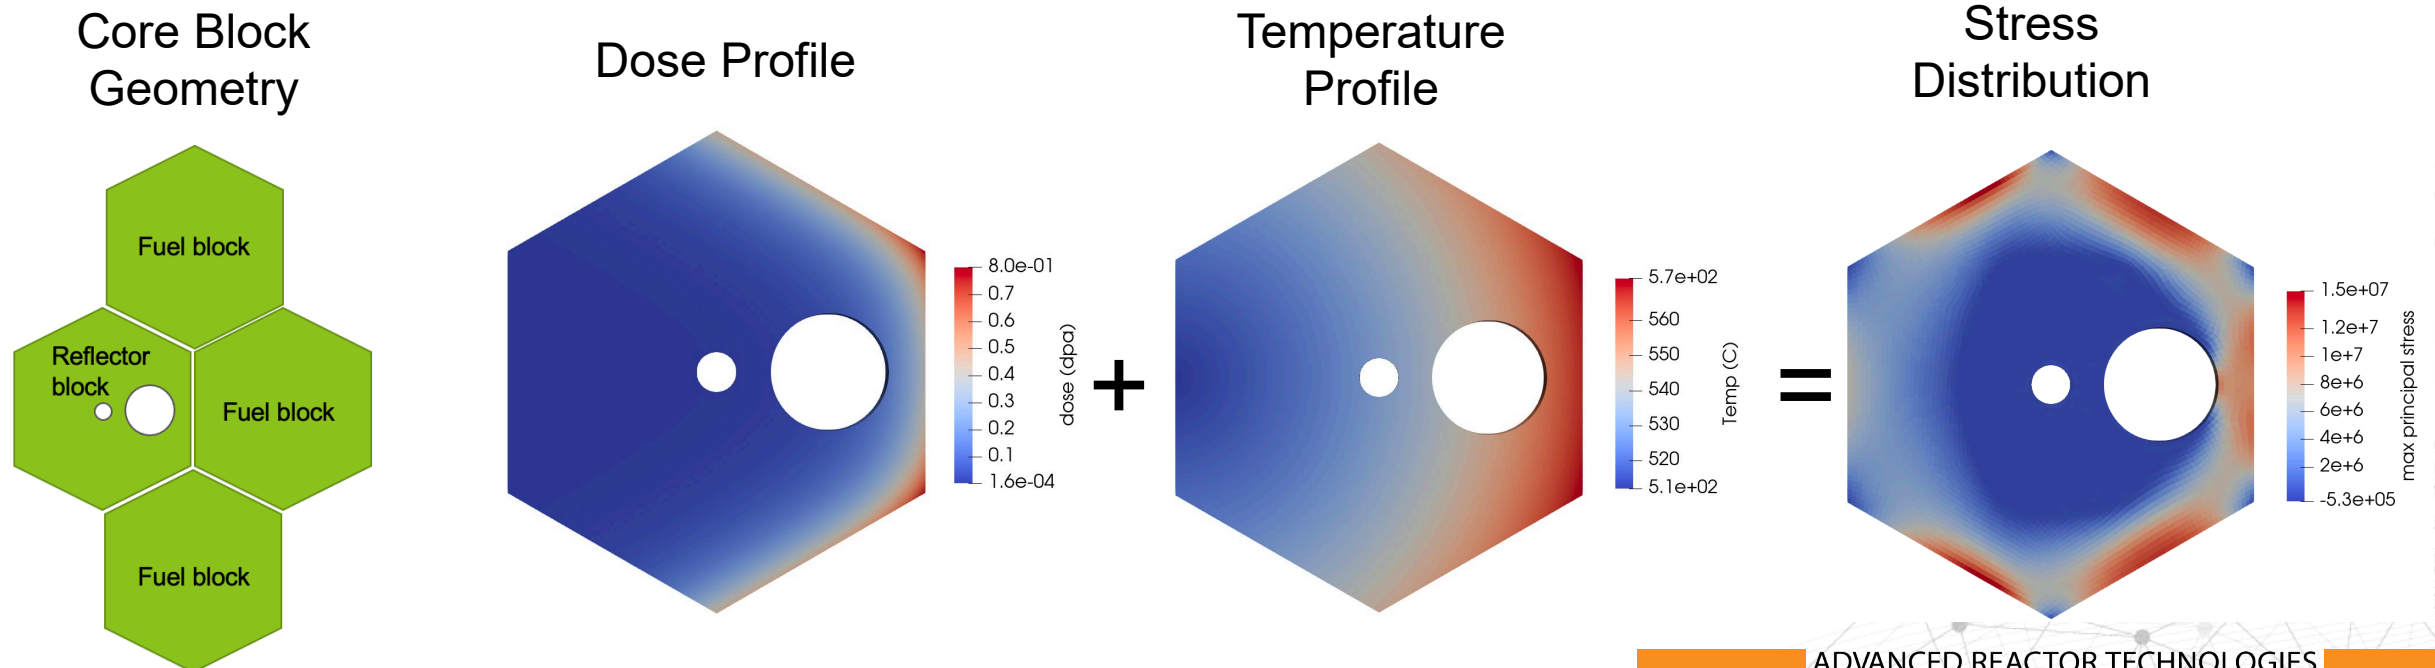 Core Block
Geometry
Dose Profile
Temperature
Profile
Stress
Distribution
Fuel block
Reflector
block
Fuel block
Fuel block
8.0e-01
0.7
0.6
0.5
0.4
0.3
0.2
0.1
1.6e-04
dose (dpa)
+
5.7e+02
560
550
540
530
520
5.1e+02
Temp (C)
=
1.5e+07
1.2e+7
1e+7
8e+6
6e+6
4e+6
2e+6
-5.3e+05
max principal stress
ADVANCED REACTOR TECHNOLOGIES